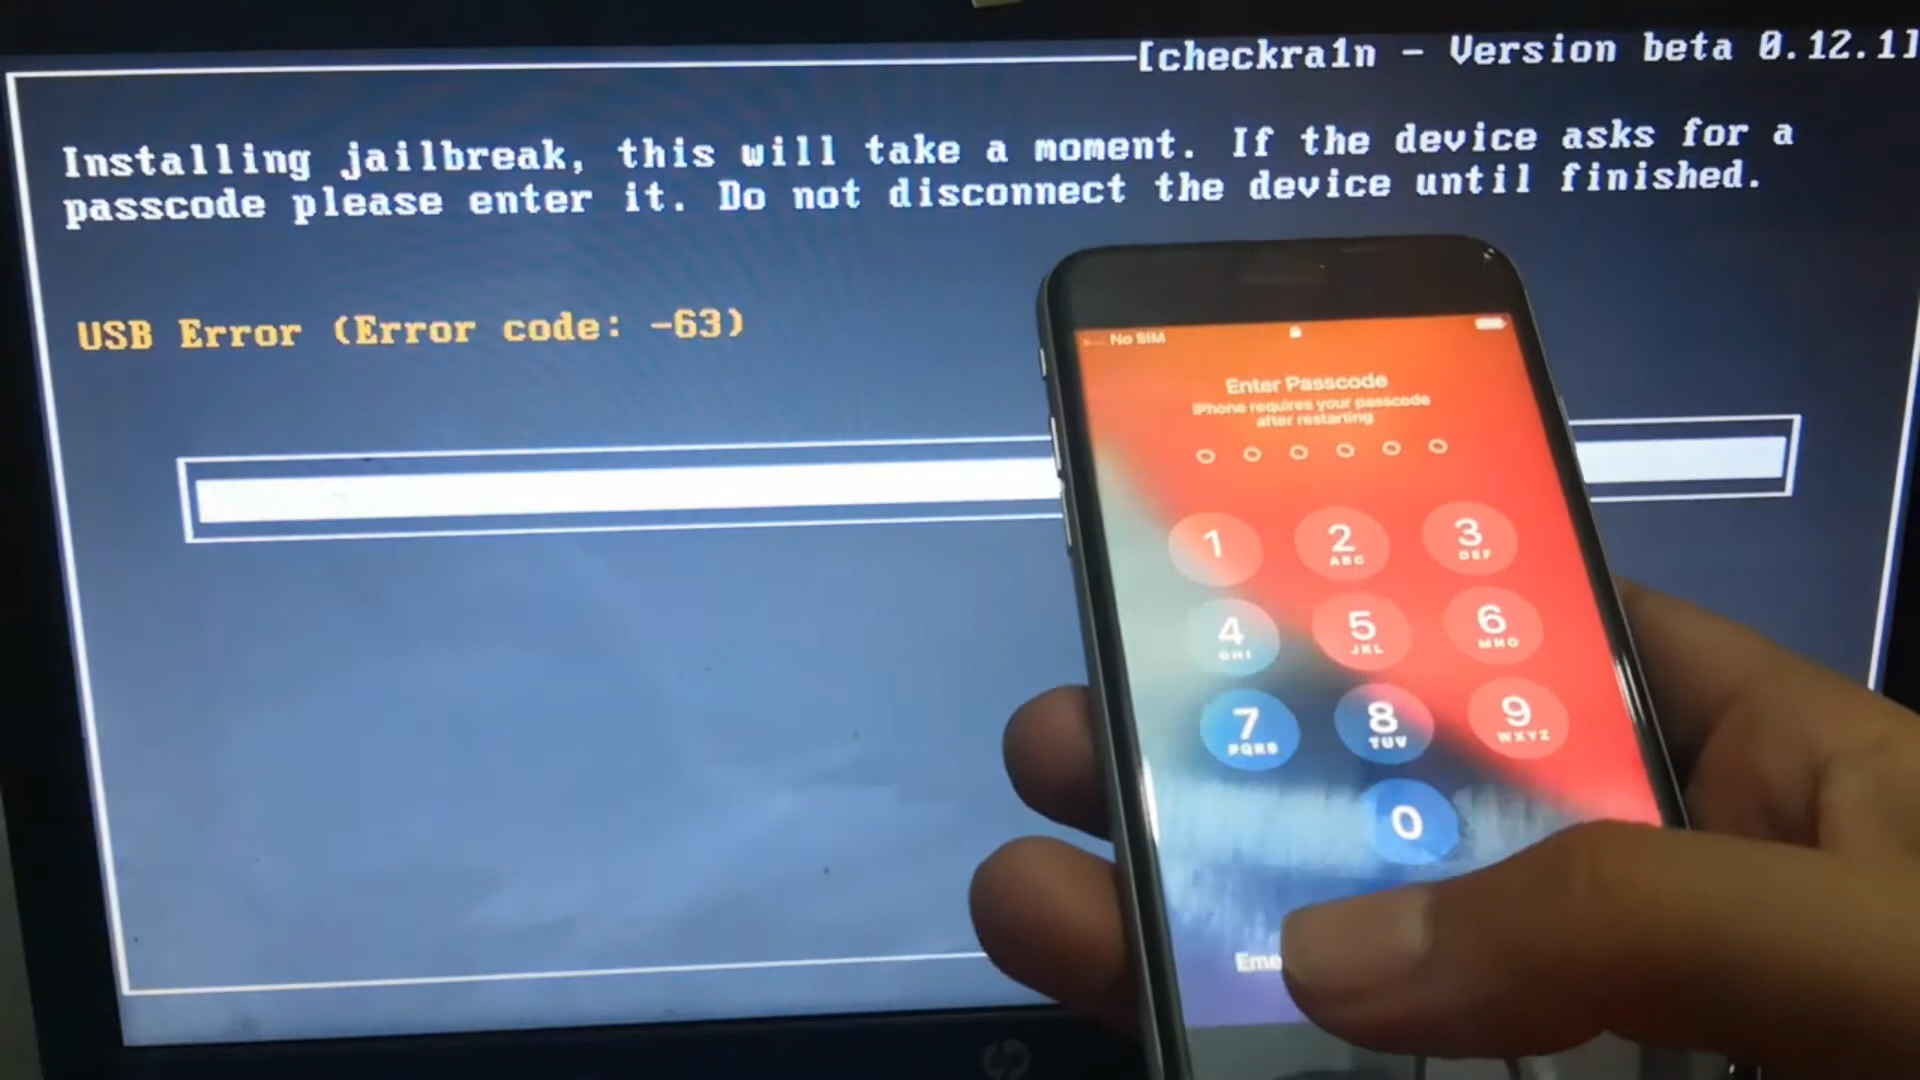 [checkra1n - Version beta 0.12.1]
Installing jailbreak, this will take a moment. If the device asks for a
passcode please enter it. Do not disconnect the device until finished.
USB Error (Error code: -63)
No SIM
Enter Passcode
iPhone requires your passcode
after restarting
1
2
ABC
3
DEF
4
GHI
5
JKL
6
MNO
7
PQRS
8
TUV
9
WXYZ
0
Eme
hp